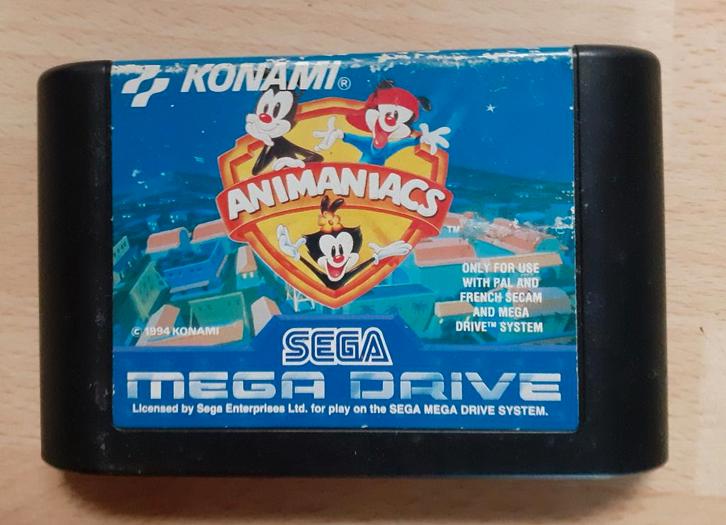 KONAMI®
ANIMANIACS
™
ONLY FOR USE
WITH PAL AND
FRENCH SECAM
AND MEGA
DRIVE™ SYSTEM
© 1994 KONAMI
SEGA
MEGA DRIVE
Licensed by Sega Enterprises Ltd. for play on the SEGA MEGA DRIVE SYSTEM.